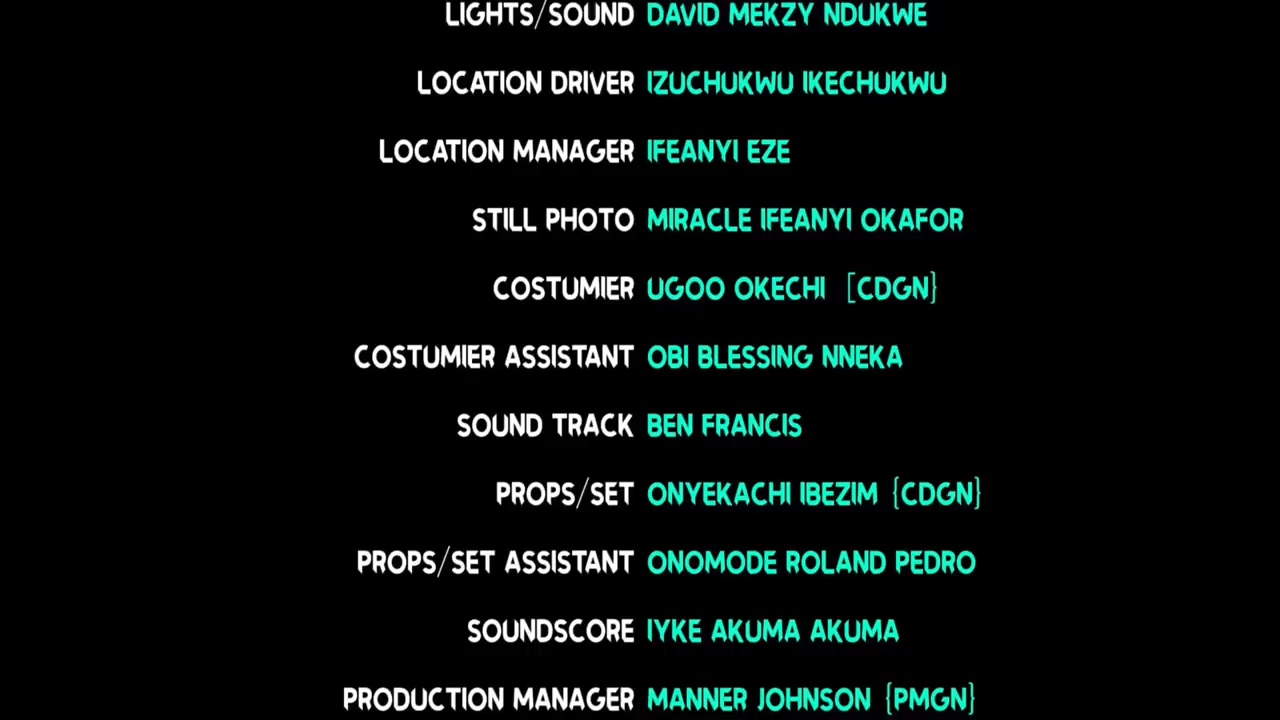 LIGHTS/SOUND DAVID MEKZY NDUKWE
LOCATION DRIVER IZUCHUKWU IKECHUKWU
LOCATION MANAGER IFEANYI EZE
STILL PHOTO MIRACLE IFEANYI OKAFOR
COSTUMIER UGOO OKECHI [CDGN}
COSTUMIER ASSISTANT OBI BLESSING NNEKA
SOUND TRACK BEN FRANCIS
PROPS/SET ONYEKACHI IBEZIM {CDGN}
PROPS/SET ASSISTANT ONOMODE ROLAND PEDRO
SOUNDSCORE IYKE AKUMA AKUMA
PRODUCTION MANAGER MANNER JOHNSON {PMGN}